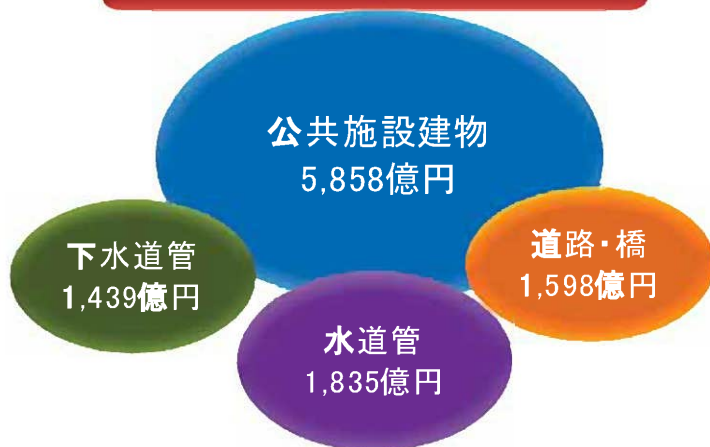 公共施設建物
5,858億円
下水道管
1,439億円
道路・橋
1,598億円
水道管
1,835億円